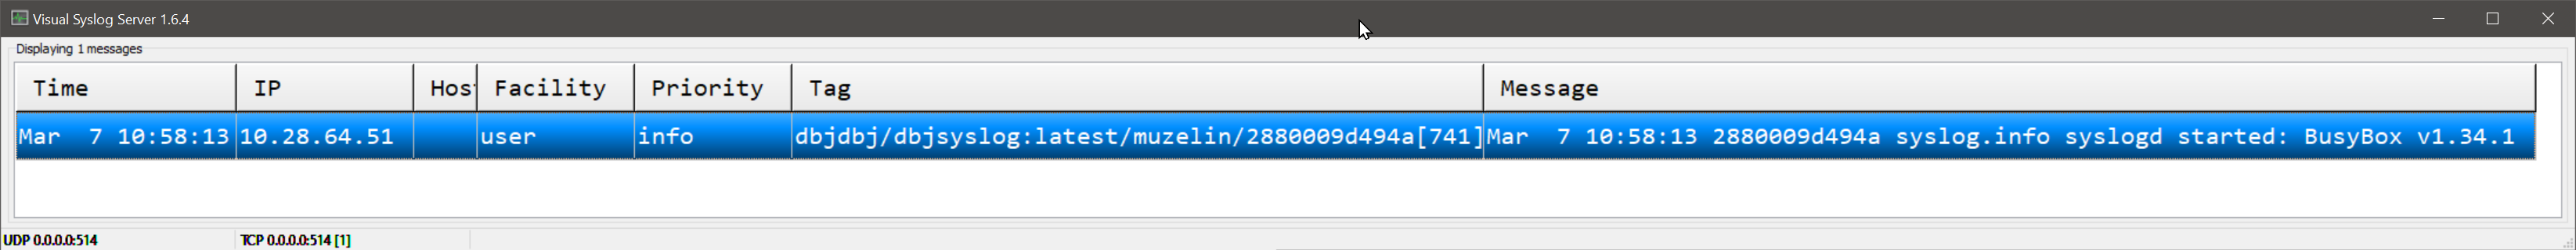 Visual Syslog Server 1.6.4
Displaying 1 messages
Time IP Host Facility Priority Tag Message
Mar  7 10:58:13 10.28.64.51 user info dbjdbj/dbjsyslog:latest/muzelin/2880009d494a[741] Mar  7 10:58:13 2880009d494a syslog.info syslogd started: BusyBox v1.34.1
UDP 0.0.0.0:514 TCP 0.0.0.0:514 [1]